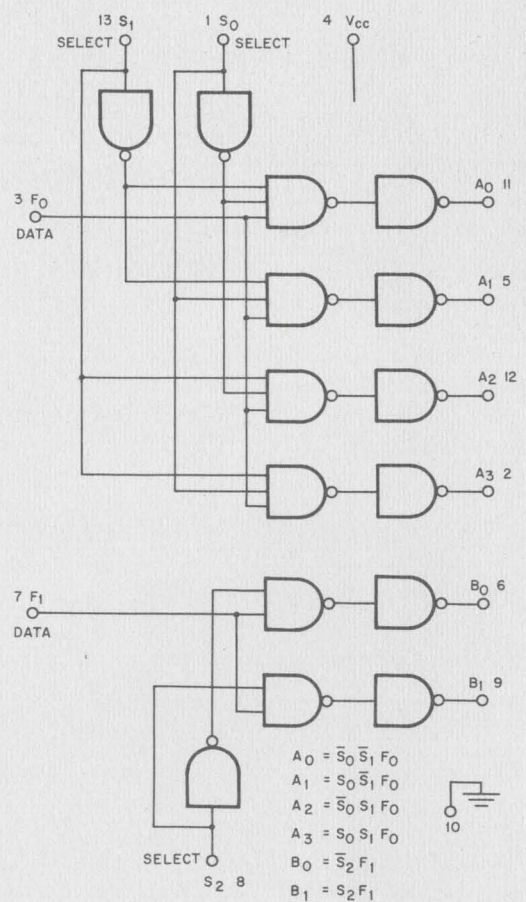 13 S₁
SELECT
1 S₀
SELECT
4 Vcc
3 F₀
DATA
A₀ 11
A₁ 5
A₂ 12
A₃ 2
7 F₁
DATA
B₀ 6
B₁ 9
A₀ = S̅₀ S̅₁ F₀
A₁ = S₀ S̅₁ F₀
A₂ = S̅₀ S₁ F₀
A₃ = S₀ S₁ F₀
B₀ = S̅₂ F₁
B₁ = S₂ F₁
10
SELECT
S₂ 8